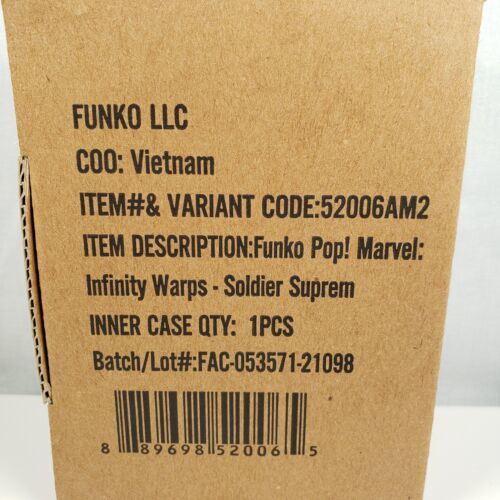 FUNKO LLC
COO: Vietnam
ITEM#& VARIANT CODE:52006AM2
ITEM DESCRIPTION:Funko Pop! Marvel:
Infinity Warps - Soldier Suprem
INNER CASE QTY: 1PCS
Batch/Lot#:FAC-053571-21098
8 89698 52006 5